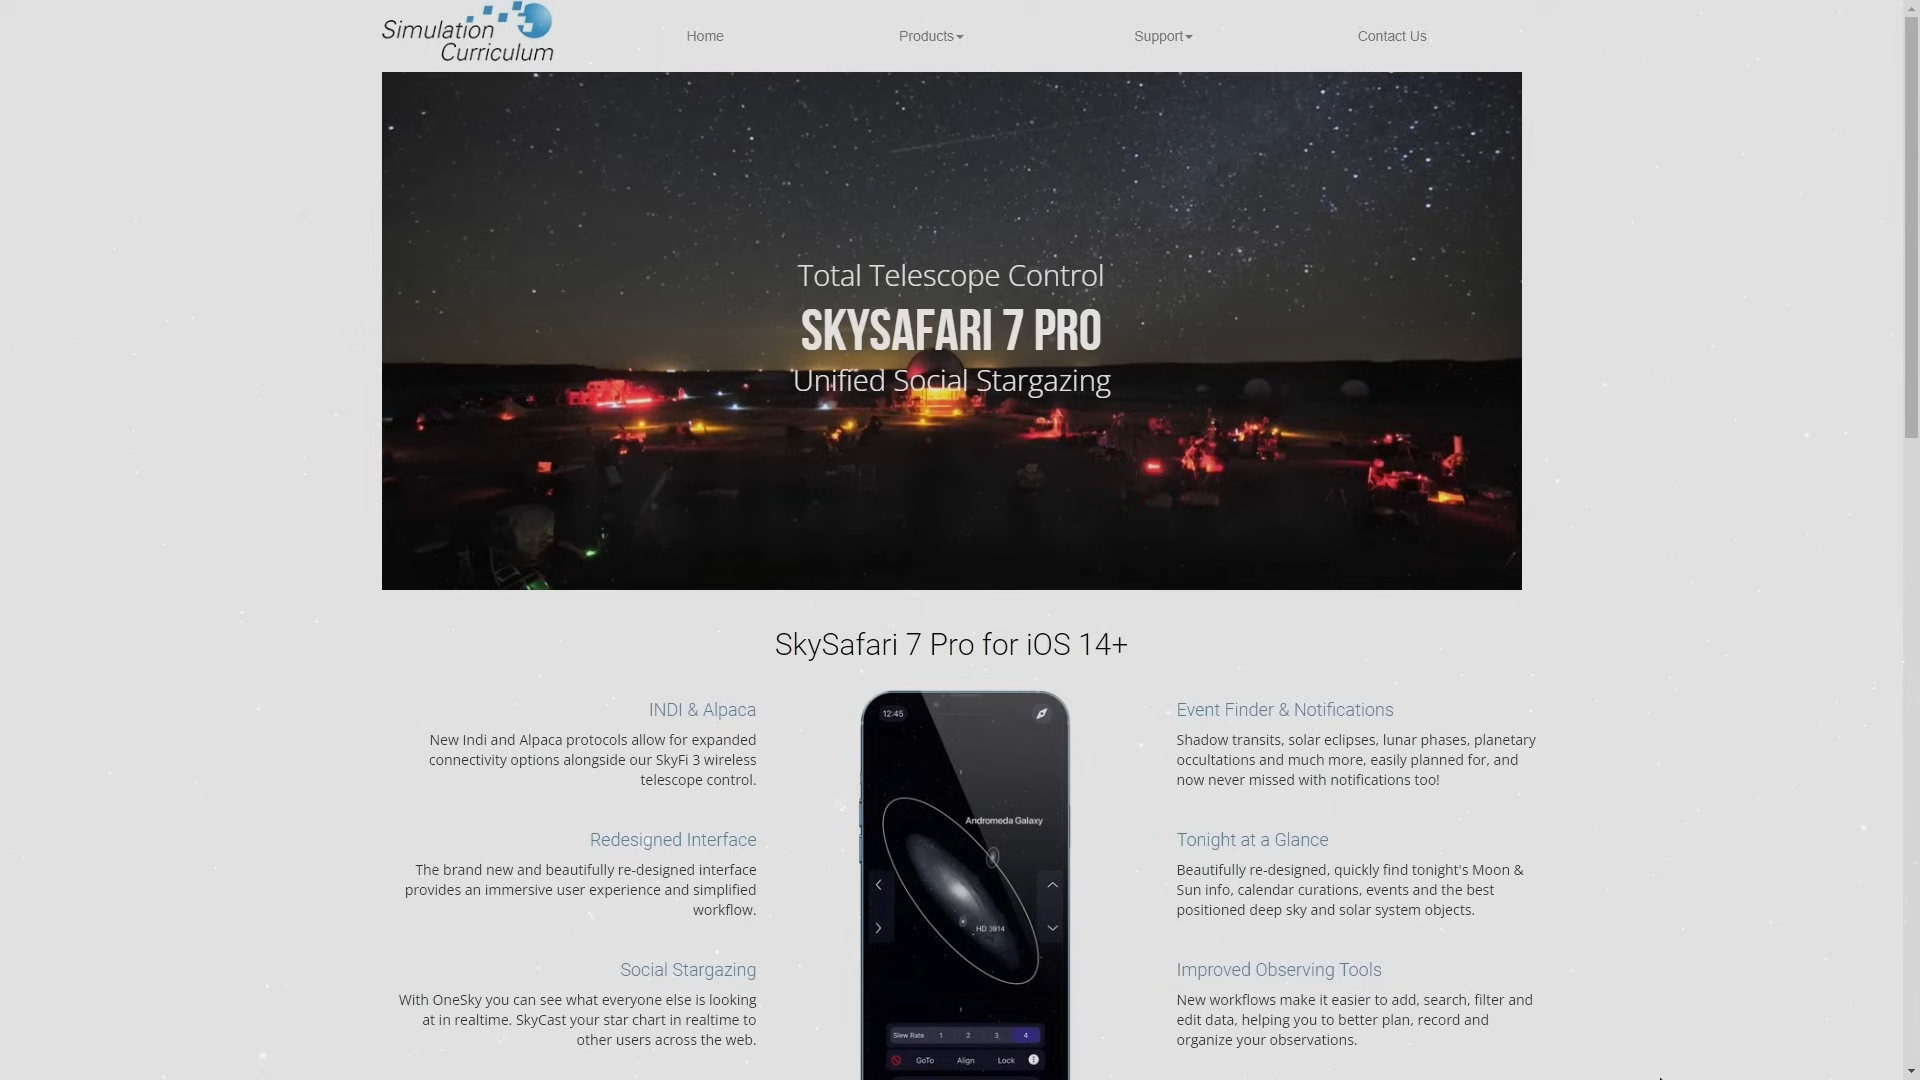 Simulation
Curriculum
Home
Products
Support
Contact Us
Total Telescope Control
SKYSAFARI 7 PRO
Unified Social Stargazing
SkySafari 7 Pro for iOS 14+
INDI & Alpaca
New Indi and Alpaca protocols allow for expanded
connectivity options alongside our SkyFi 3 wireless
telescope control.
Redesigned Interface
The brand new and beautifully re-designed interface
provides an immersive user experience and simplified
workflow.
Social Stargazing
With OneSky you can see what everyone else is looking
at in realtime. SkyCast your star chart in realtime to
other users across the web.
12:45
Andromeda Galaxy
HD 3914
Slew Rate 1 2 3 4
GoTo Align Lock
Event Finder & Notifications
Shadow transits, solar eclipses, lunar phases, planetary
occultations and much more, easily planned for, and
now never missed with notifications too!
Tonight at a Glance
Beautifully re-designed, quickly find tonight's Moon &
Sun info, calendar curations, events and the best
positioned deep sky and solar system objects.
Improved Observing Tools
New workflows make it easier to add, search, filter and
edit data, helping you to better plan, record and
organize your observations.